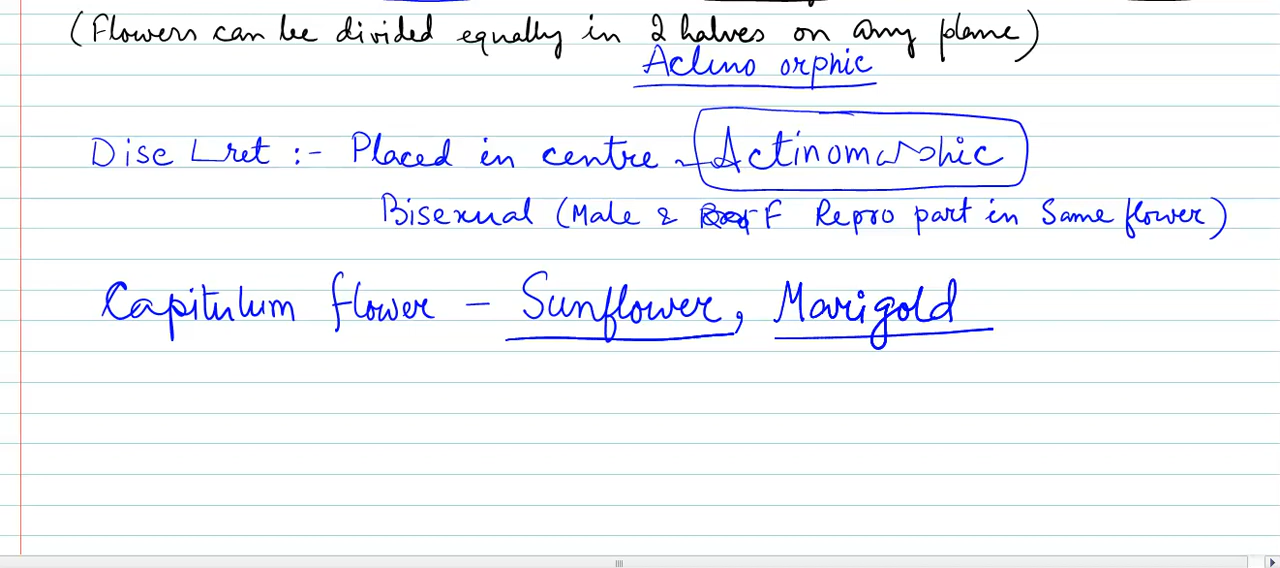 (Flowers can be divided equally in 2 halves on any plane)
Actino orphic
Disc Lret :- Placed in centre - Actinomorphic
Bisexual (Male & F Repro part in Same flower)
Capitulum flower - Sunflower, Marigold